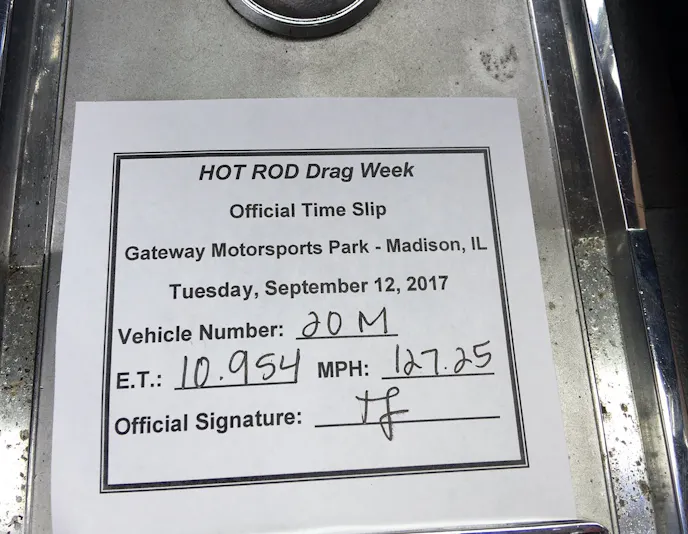 HOT ROD Drag Week
Official Time Slip
Gateway Motorsports Park - Madison, IL
Tuesday, September 12, 2017
Vehicle Number: 20 M
E.T.: 10.954 MPH: 127.25
Official Signature: